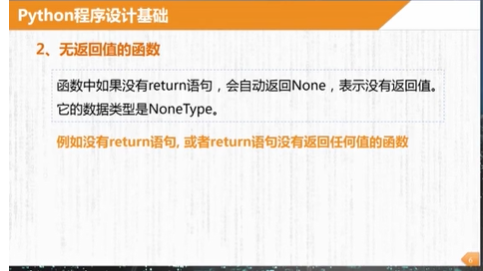 Python程序设计基础
2、无返回值的函数
函数中如果没有return语句，会自动返回None，表示没有返回值。
它的数据类型是NoneType。
例如没有return语句, 或者return语句没有返回任何值的函数